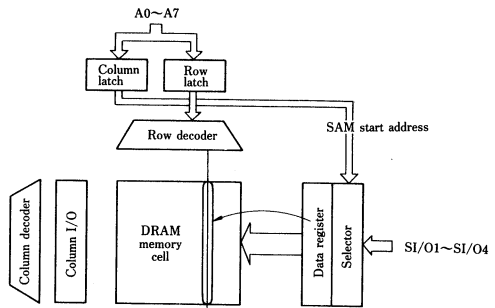 A0~A7
Column
latch
Row
latch
Row decoder
SAM start address
Column decoder
Column I/O
DRAM
memory
cell
Data register
Selector
SI/O1~SI/O4